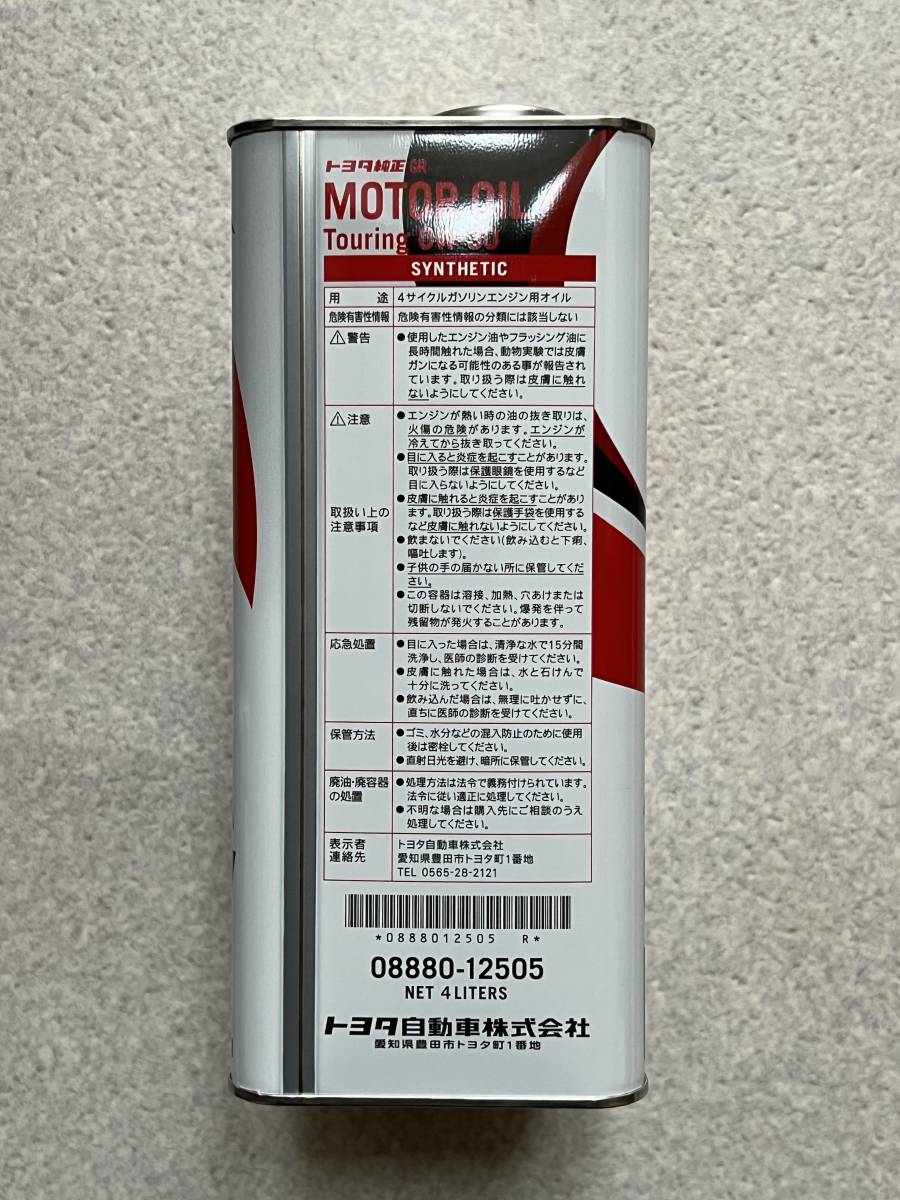 トヨタ純正 GR
MOTOR OIL
Touring 0W-30
SYNTHETIC
用途 4サイクルガソリンエンジン用オイル
危険有害性情報 危険有害性情報の分類には該当しない
⚠警告 ●使用したエンジン油やフラッシング油に
長時間触れた場合、動物実験では皮膚
ガンになる可能性のある事が報告され
ています。取り扱う際は皮膚に触れ
ないようにしてください。
⚠注意 ●エンジンが熱い時の油の抜き取りは、
火傷の危険があります。エンジンが
冷えてから抜き取ってください。
●目に入ると炎症を起こすことがあります。
取り扱う際は保護眼鏡を使用するなど
目に入らないようにしてください。
取扱い上の
注意事項
●皮膚に触れると炎症を起こすことがあり
ます。取り扱う際は保護手袋を使用する
など皮膚に触れないようにしてください。
●飲まないでください(飲み込むと下痢、
嘔吐します)。
●子供の手の届かない所に保管してくだ
さい。
●この容器は溶接、加熱、穴あけまたは
切断しないでください。爆発を伴って
残留物が発火することがあります。
応急処置 ●目に入った場合は、清浄な水で15分間
洗浄し、医師の診断を受けてください。
●皮膚に触れた場合は、水と石けんで
十分に洗ってください。
●飲み込んだ場合は、無理に吐かせずに、
直ちに医師の診断を受けてください。
保管方法 ●ゴミ、水分などの混入防止のために使用
後は密栓してください。
●直射日光を避け、暗所に保管してください。
廃油・廃容器
の処置
●処理方法は法令で義務付けられています。
法令に従い適正に処理してください。
●不明な場合は購入先にご相談のうえ
処理してください。
表示者
連絡先
トヨタ自動車株式会社
愛知県豊田市トヨタ町1番地
TEL 0565-28-2121
*0888012505 R*
08880-12505
NET 4 LITERS
トヨタ自動車株式会社
愛知県豊田市トヨタ町1番地